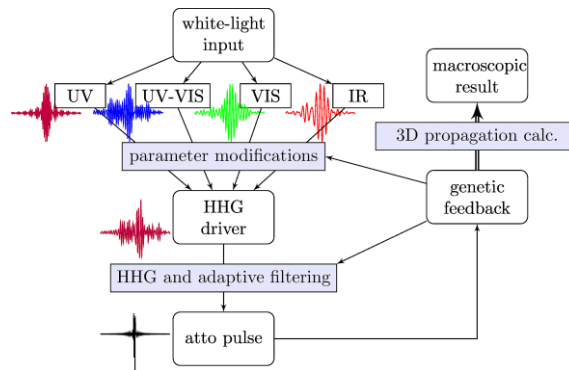 white-light
input
macroscopic
result
UV
UV-VIS
VIS
IR
3D propagation calc.
parameter modifications
genetic
feedback
HHG
driver
HHG and adaptive filtering
atto pulse